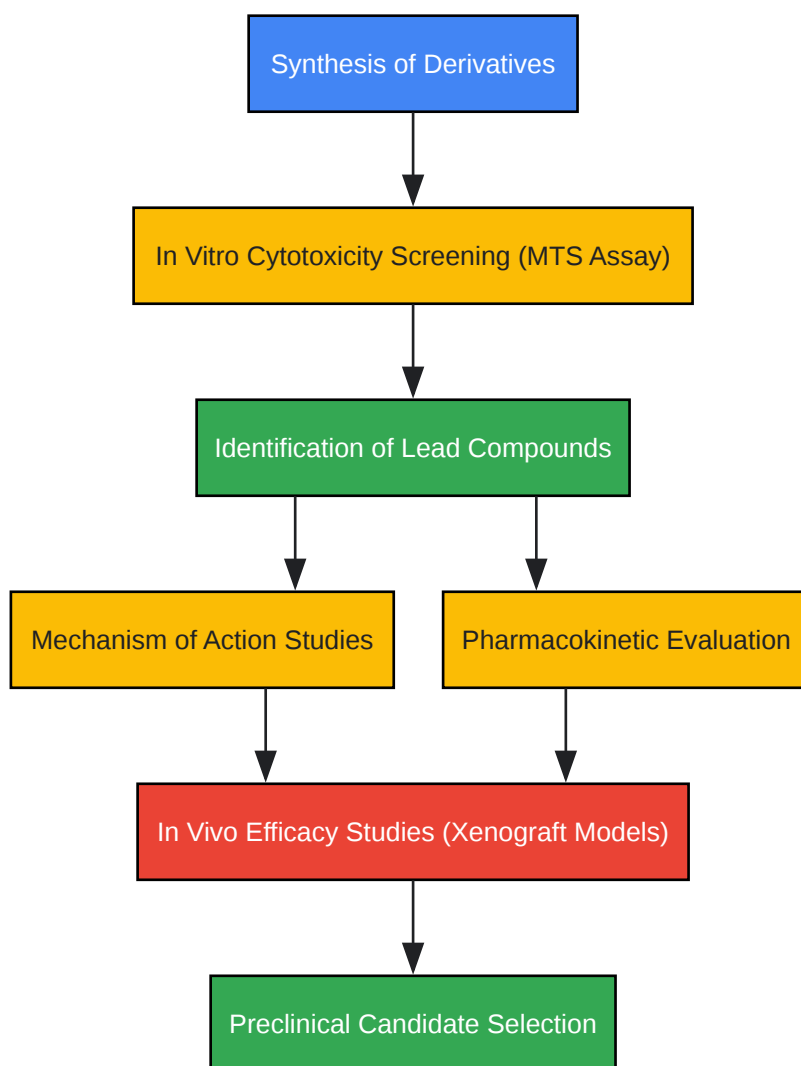 Synthesis of Derivatives
In Vitro Cytotoxicity Screening (MTS Assay)
Identification of Lead Compounds
Mechanism of Action Studies
Pharmacokinetic Evaluation
In Vivo Efficacy Studies (Xenograft Models)
Preclinical Candidate Selection